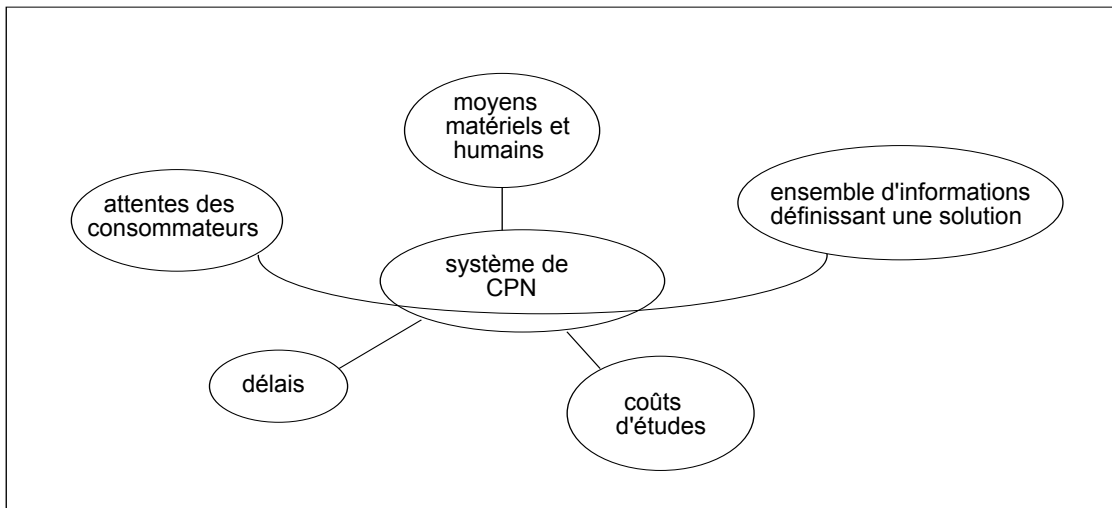 moyens
matériels et
humains
attentes des
consommateurs
ensemble d'informations
définissant une solution
système de
CPN
délais
coûts
d'études